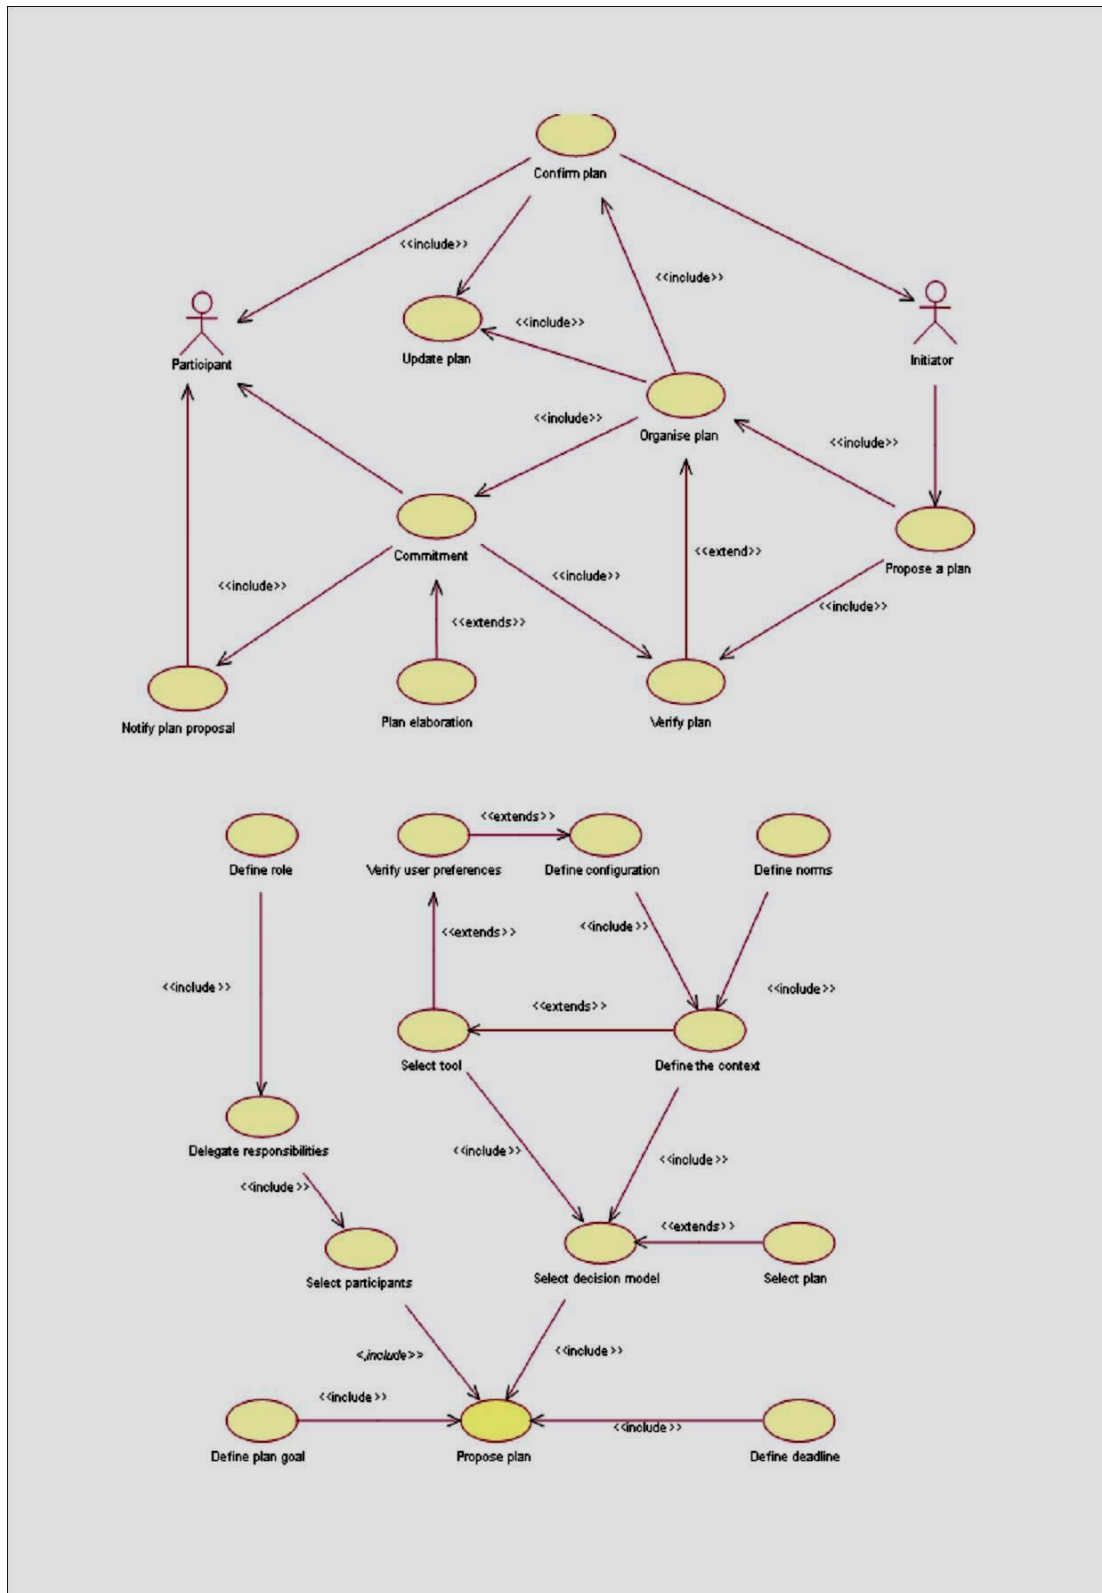 Confirm plan
<<include>>
<<include>>
<<include>>
Participant
Update plan
Initiator
<<include>>
Organise plan
<<include>>
Commitment
<<extend>>
Propose a plan
<<include>>
<<include>>
<<include>>
<<extends>>
Notify plan proposal
Plan elaboration
Verify plan
<<extends>>
Define role
Verify user preferences
Define configuration
Define norms
<<include>>
<<extends>>
<<include>>
<<include>>
<<extends>>
Select tool
Define the context
Delegate responsibilities
<<include>>
<<include>>
<<include>>
<<extends>>
Select participants
Select decision model
Select plan
<,include>>
<<include>>
<<include>>
<<include>>
Define plan goal
Propose plan
Define deadline